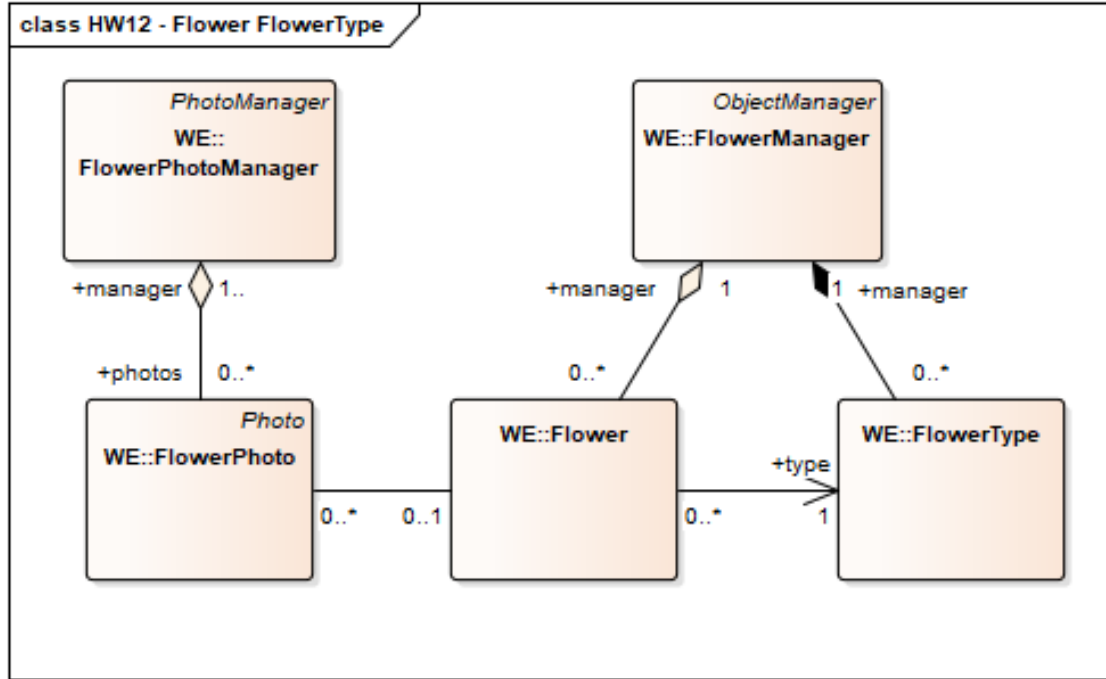 class HW12 - Flower FlowerType
PhotoManager
WE::
FlowerPhotoManager
ObjectManager
WE::FlowerManager
+manager 1..
+manager 1
1 +manager
+photos 0..*
0..*
0..*
Photo
WE::FlowerPhoto
WE::Flower
WE::FlowerType
+type
0..* 0..1
0..* 1